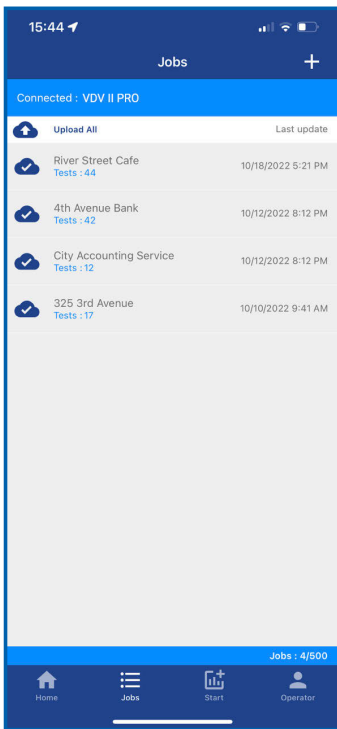 15:44
Jobs
+
Connected : VDV II PRO
Upload All Last update
River Street Cafe
Tests : 44
10/18/2022 5:21 PM
4th Avenue Bank
Tests : 42
10/12/2022 8:12 PM
City Accounting Service
Tests : 12
10/12/2022 8:12 PM
325 3rd Avenue
Tests : 17
10/10/2022 9:41 AM
Jobs : 4/500
Home Jobs Start Operator